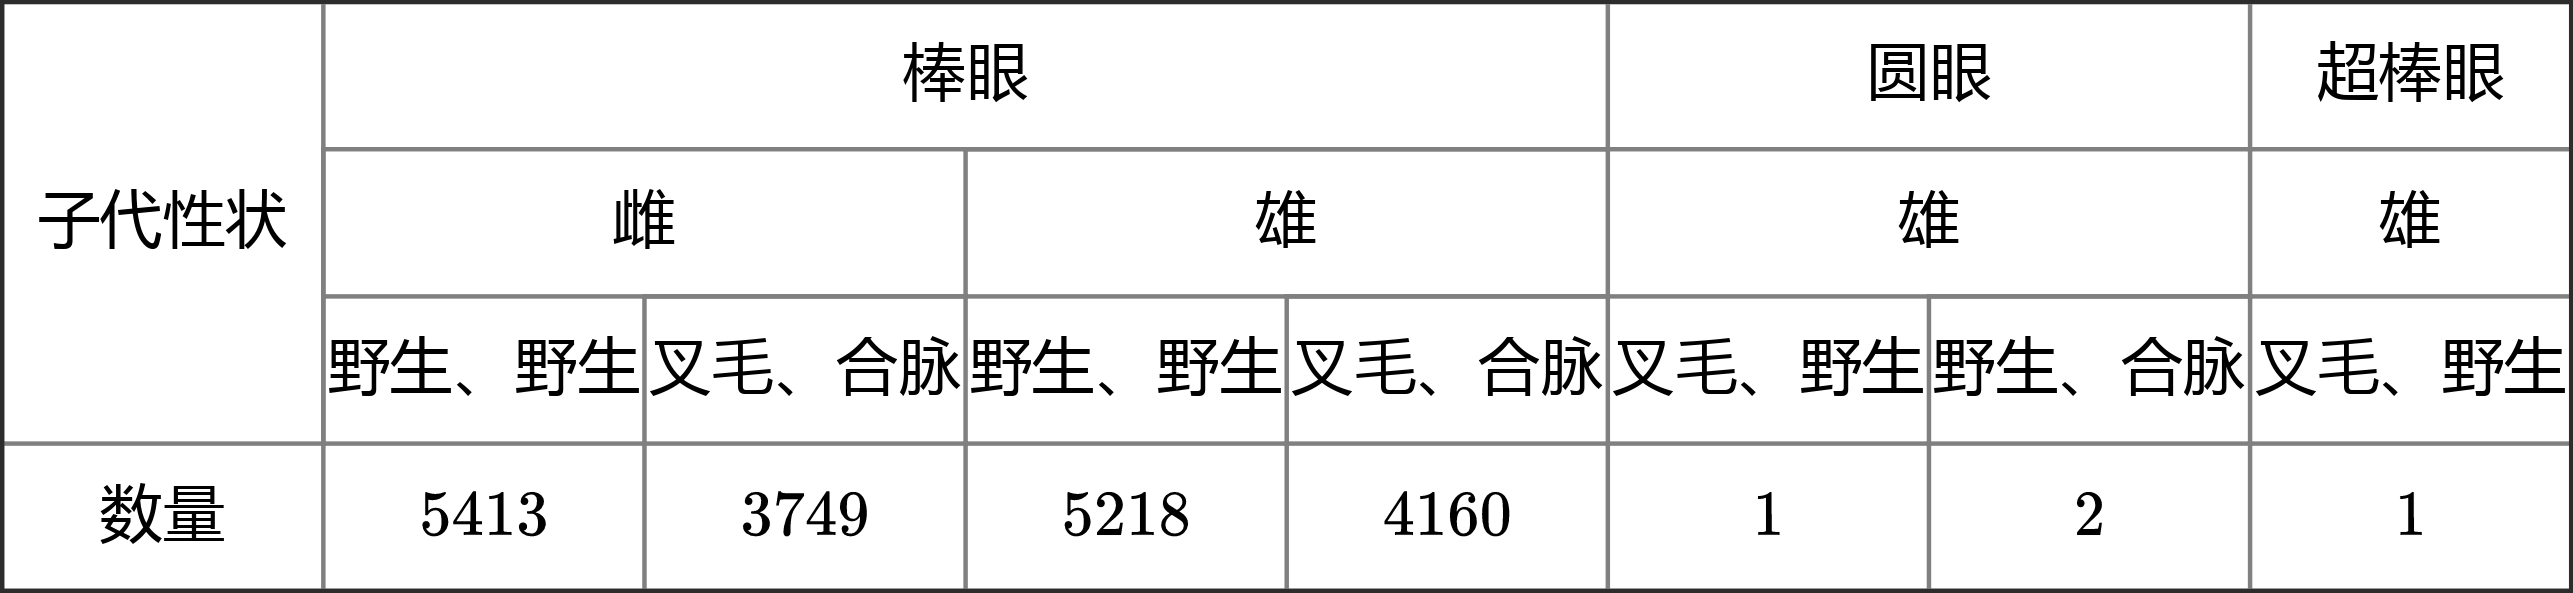 子代性状 棒眼 圆眼 超棒眼
雌 雄 雄 雄
野生、野生 叉毛、合脉 野生、野生 叉毛、合脉 叉毛、野生 野生、合脉 叉毛、野生
数量 5413 3749 5218 4160 1 2 1